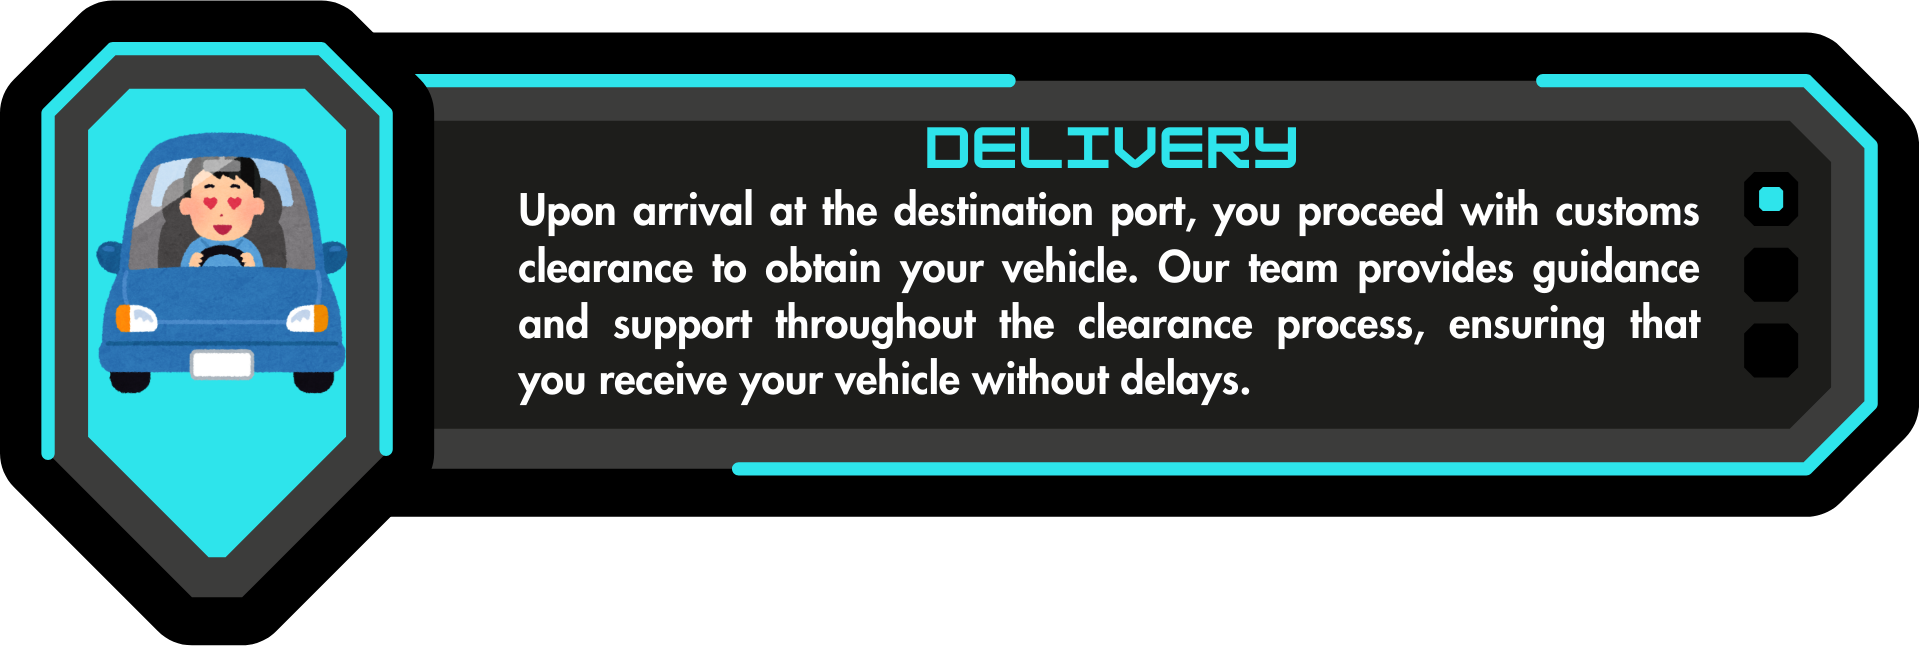 DELIVERY
Upon arrival at the destination port, you proceed with customs
clearance to obtain your vehicle. Our team provides guidance
and support throughout the clearance process, ensuring that
you receive your vehicle without delays.